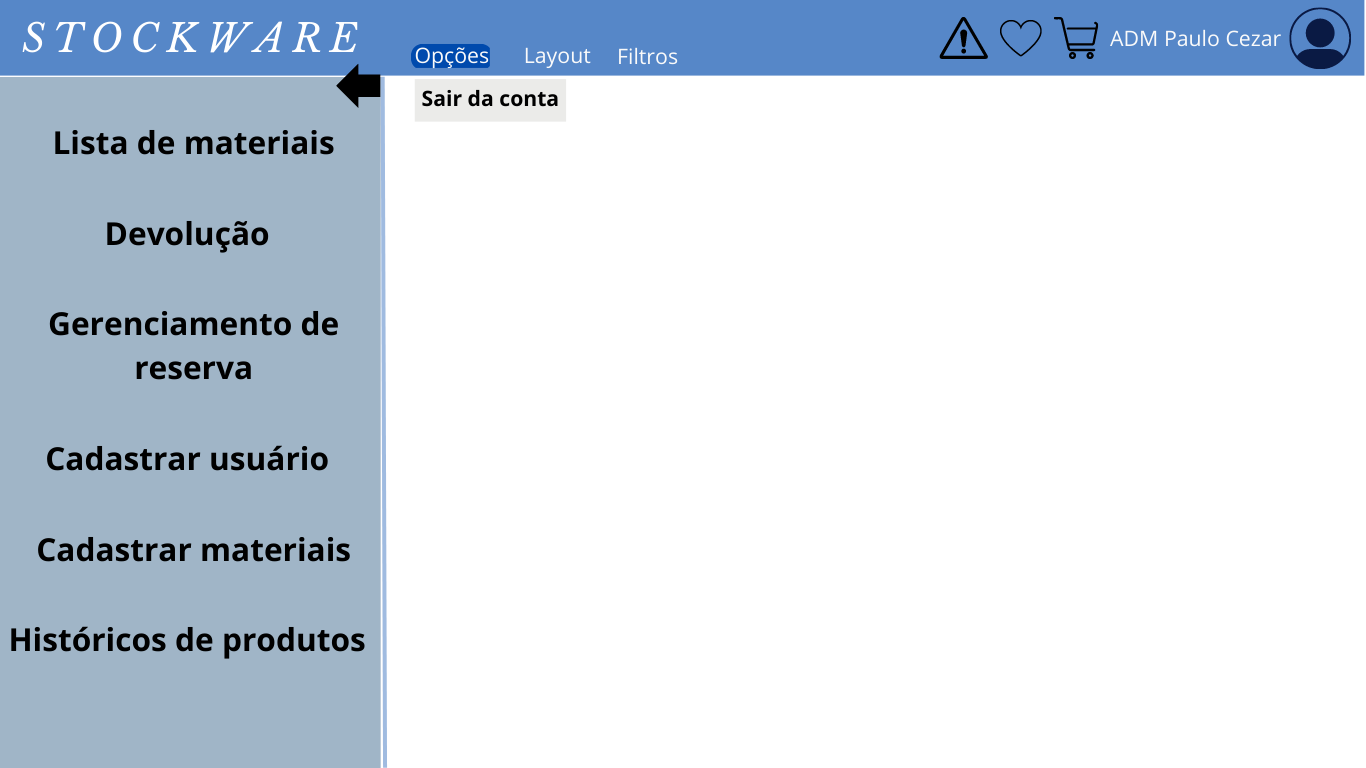 STOCKWARE
Opções
Layout
Filtros
ADM Paulo Cezar
Sair da conta
Lista de materiais
Devolução
Gerenciamento de
reserva
Cadastrar usuário
Cadastrar materiais
Históricos de produtos